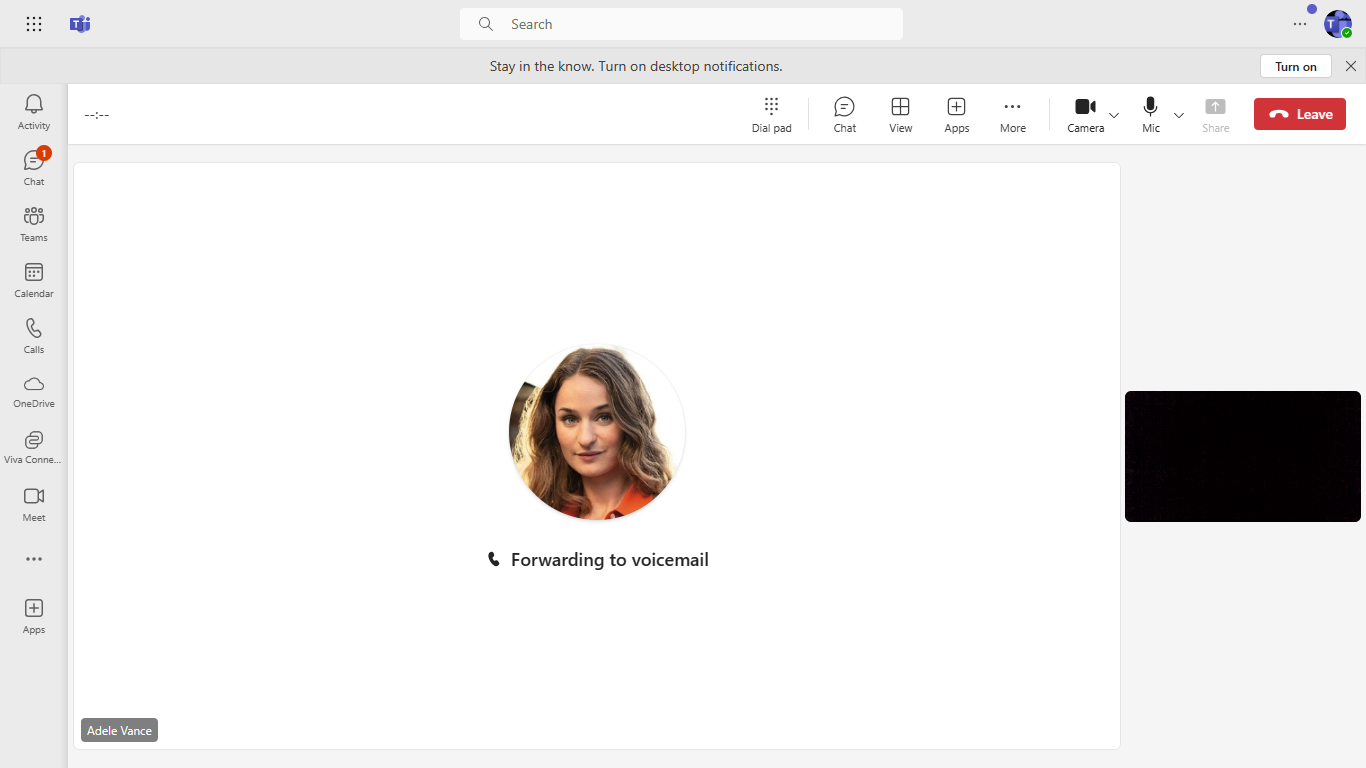 Search
Stay in the know. Turn on desktop notifications.
Turn on
Activity
1
Chat
Teams
Calendar
Calls
OneDrive
Viva Conne...
Meet
Apps
--:--
Dial pad
Chat
View
Apps
More
Camera
Mic
Share
Leave
Forwarding to voicemail
Adele Vance